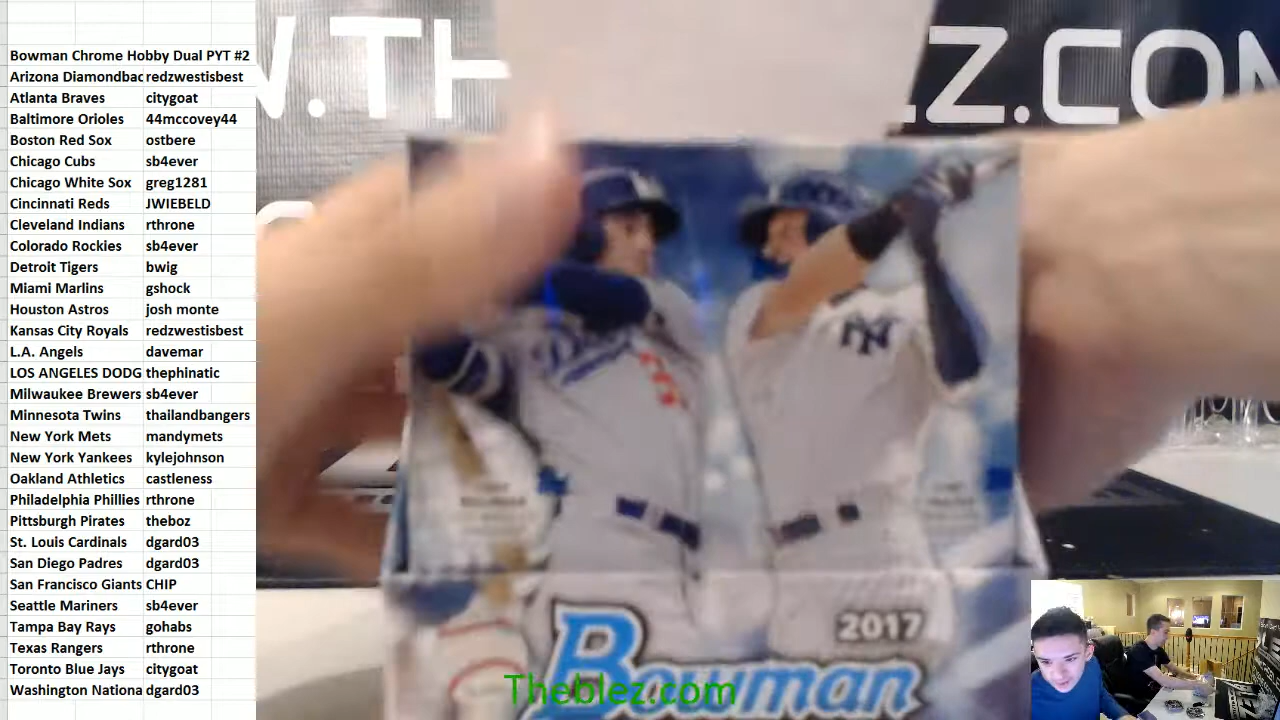 Bowman Chrome Hobby Dual PYT #2
Arizona Diamondbac redzwestisbest
Atlanta Braves citygoat
Baltimore Orioles 44mccovey44
Boston Red Sox ostbere
Chicago Cubs sb4ever
Chicago White Sox greg1281
Cincinnati Reds JWIEBELD
Cleveland Indians rthrone
Colorado Rockies sb4ever
Detroit Tigers bwig
Miami Marlins gshock
Houston Astros josh monte
Kansas City Royals redzwestisbest
L.A. Angels davemar
LOS ANGELES DODG thephinatic
Milwaukee Brewers sb4ever
Minnesota Twins thailandbangers
New York Mets mandymets
New York Yankees kylejohnson
Oakland Athletics castleness
Philadelphia Phillies rthrone
Pittsburgh Pirates theboz
St. Louis Cardinals dgard03
San Diego Padres dgard03
San Francisco Giants CHIP
Seattle Mariners sb4ever
Tampa Bay Rays gohabs
Texas Rangers rthrone
Toronto Blue Jays citygoat
Washington Nationa dgard03
W.TH
Z.COM
NY
2017
Bowman
Theblez.com